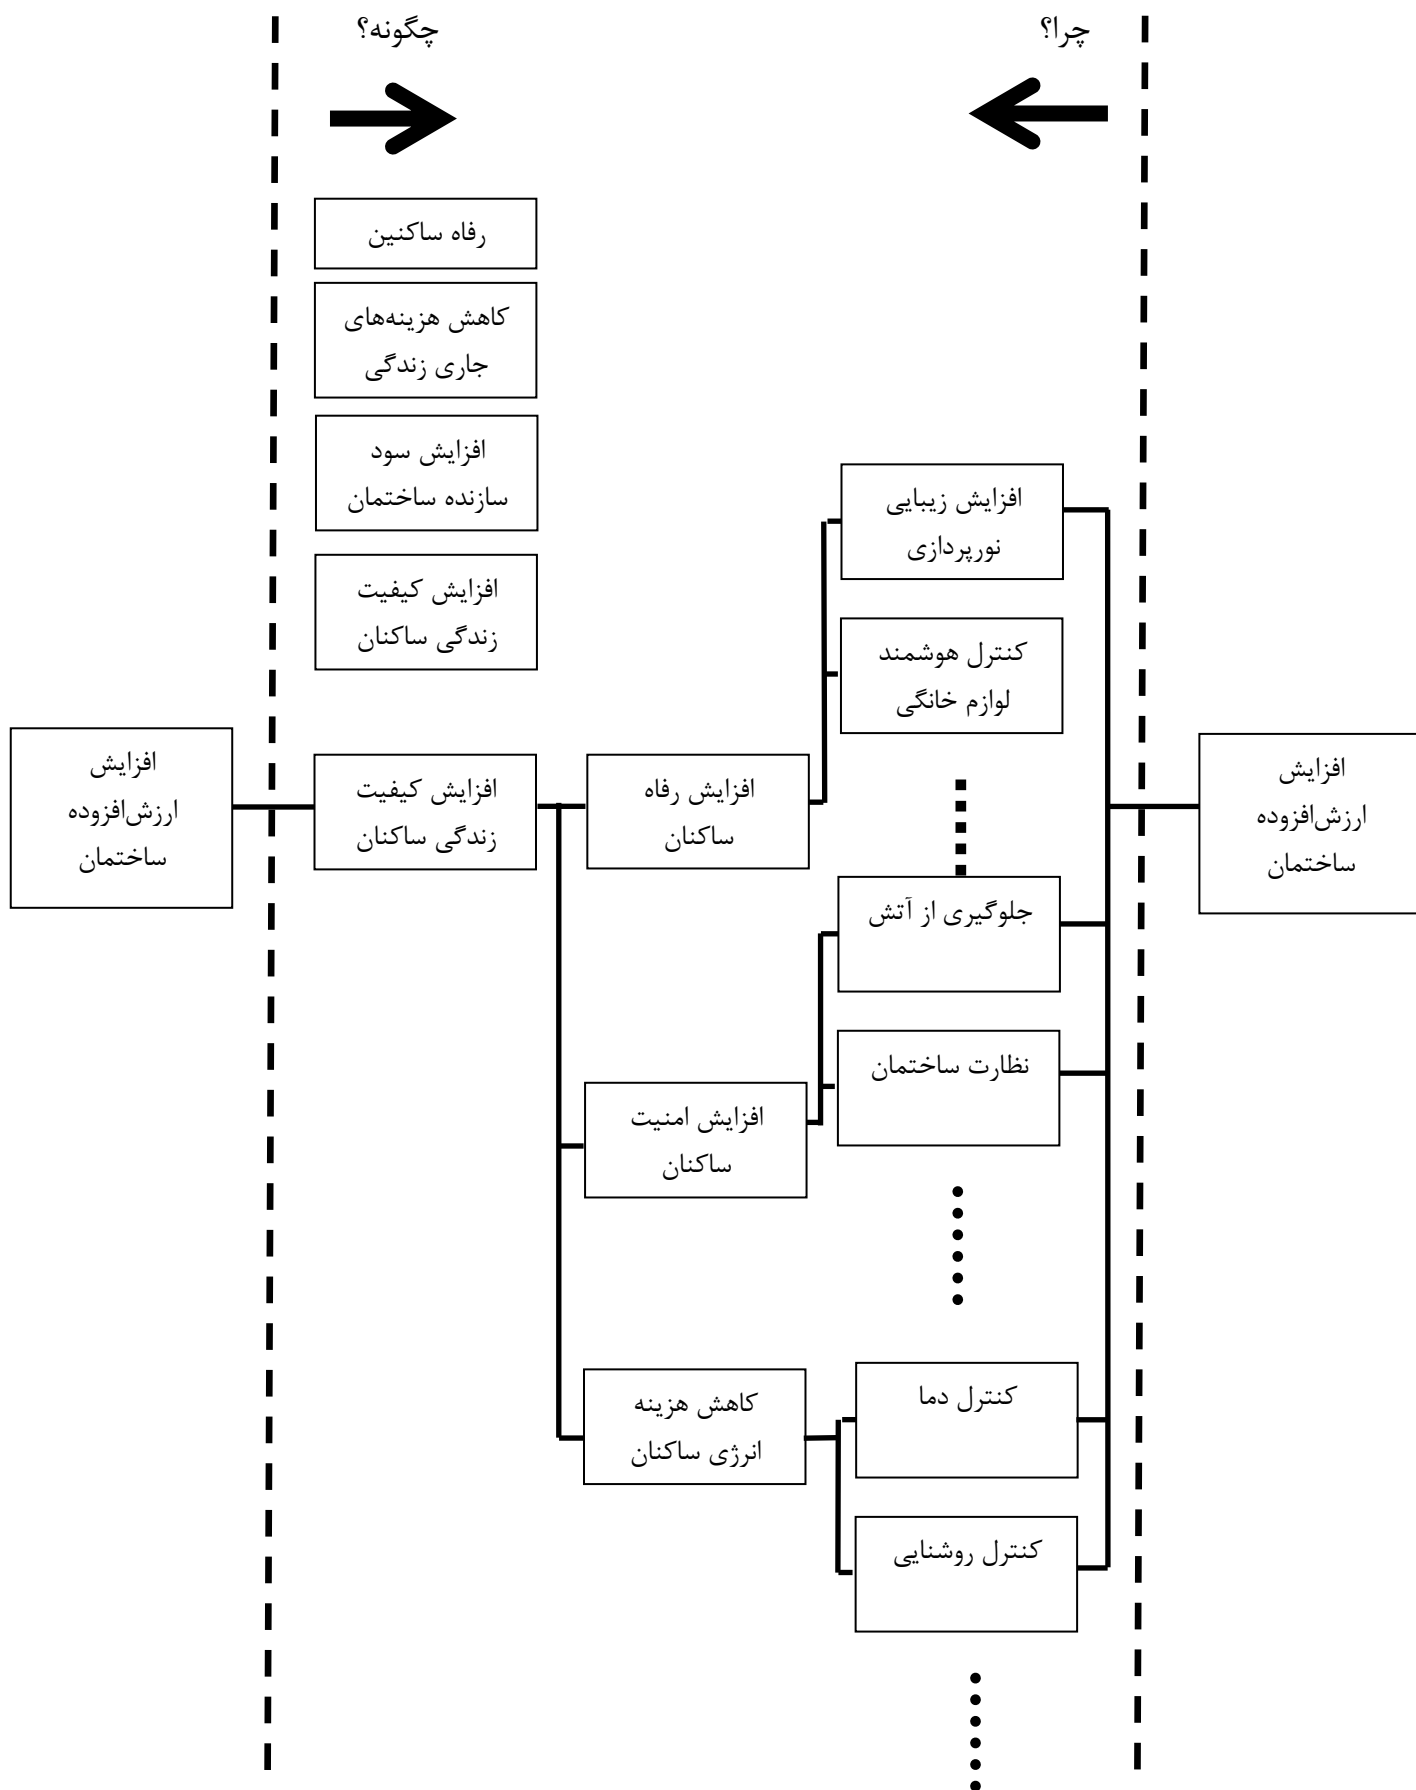 چگونه؟
چرا؟
رفاه ساکنین
کاهش هزینه‌های
جاری زندگی
افزایش سود
سازنده ساختمان
افزایش کیفیت
زندگی ساکنان
افزایش
ارزش‌افزوده
ساختمان
افزایش کیفیت
زندگی ساکنان
افزایش رفاه
ساکنان
افزایش امنیت
ساکنان
کاهش هزینه
انرژی ساکنان
افزایش زیبایی
نورپردازی
کنترل هوشمند
لوازم خانگی
جلوگیری از آتش
نظارت ساختمان
کنترل دما
کنترل روشنایی
افزایش
ارزش‌افزوده
ساختمان